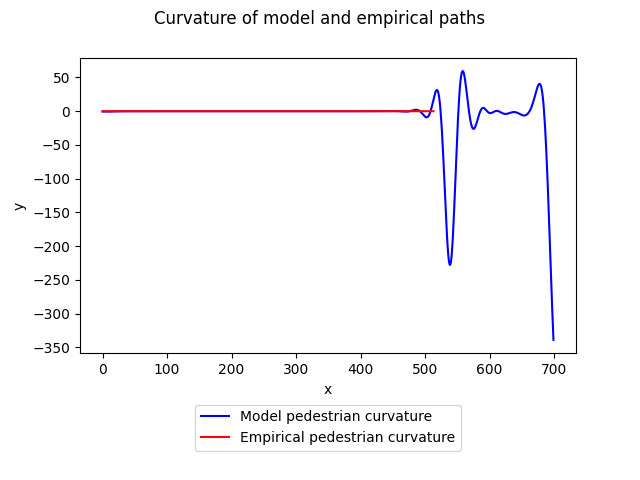 Curvature of model and empirical paths
50
0
−50
−100
−150
−200
−250
−300
−350
y
0 100 200 300 400 500 600 700
x
Model pedestrian curvature
Empirical pedestrian curvature